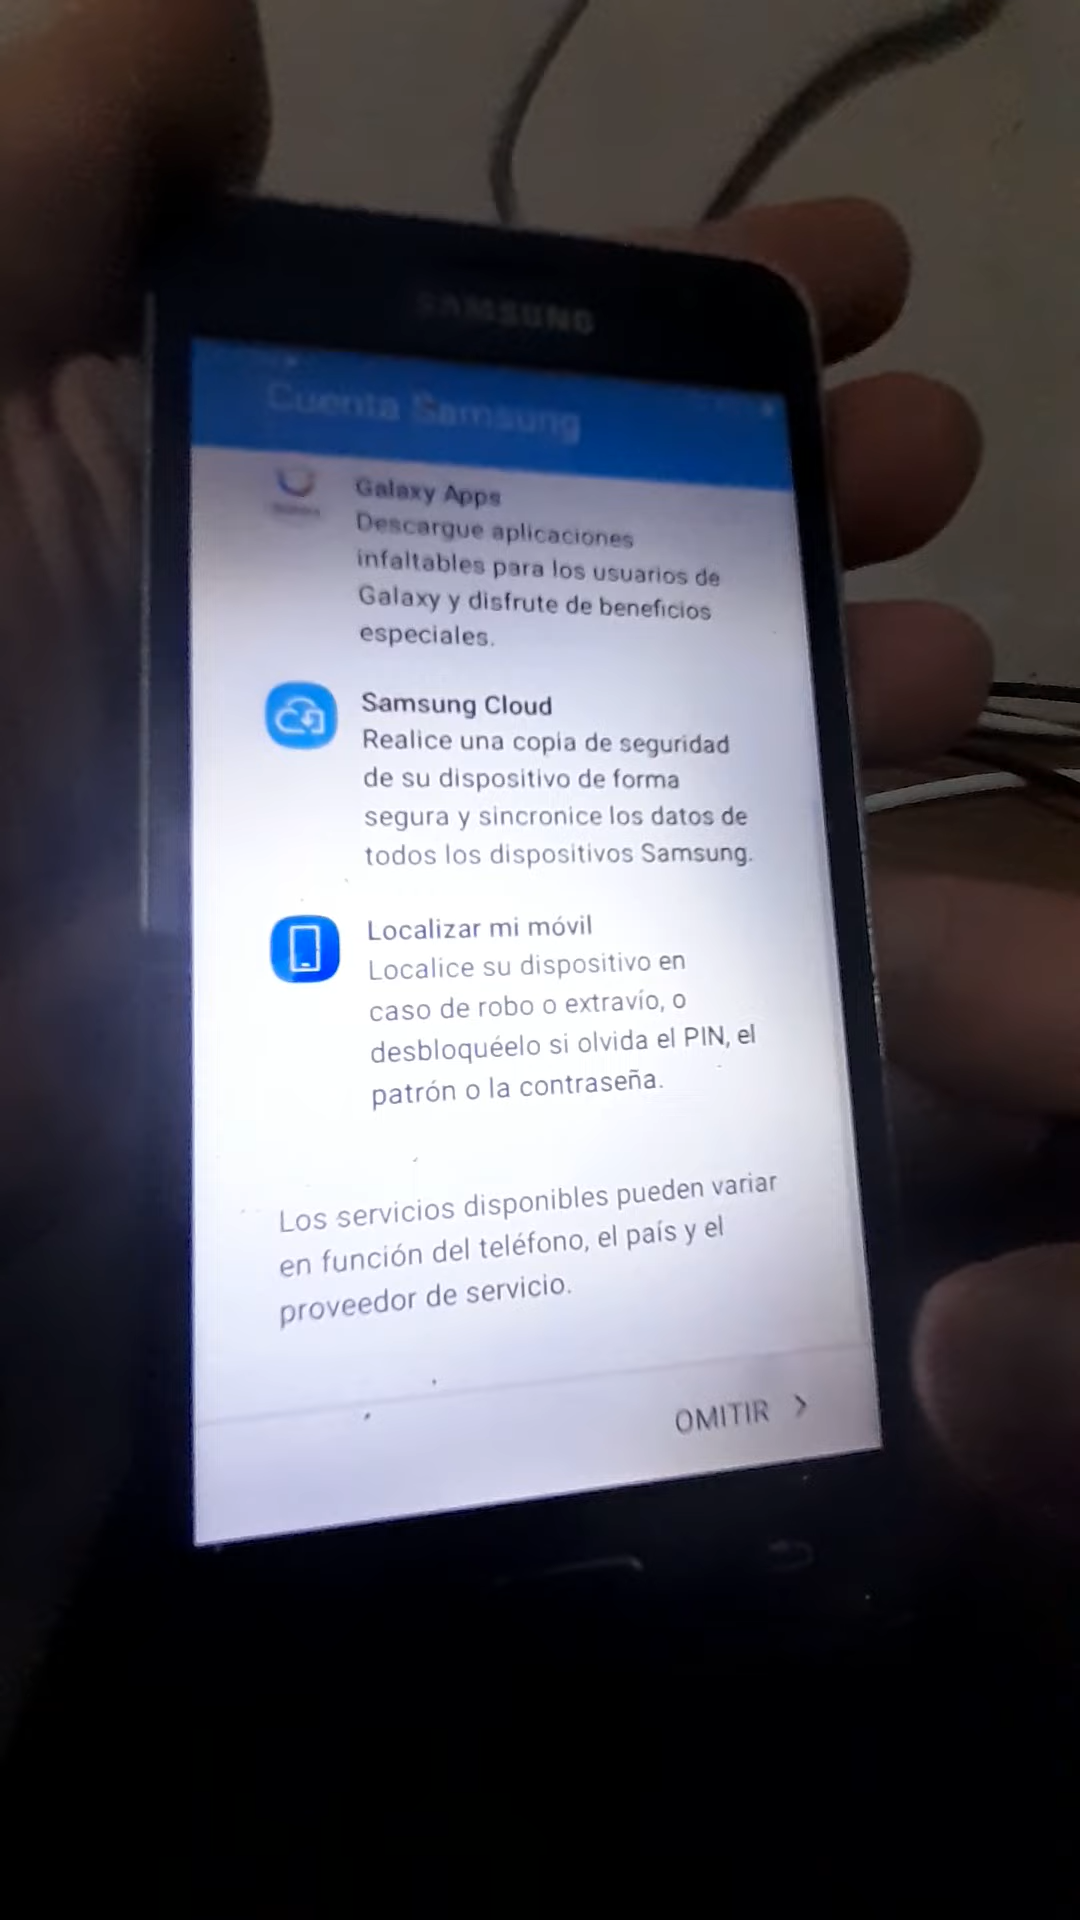 SAMSUNG
Cuenta Samsung
Galaxy Apps
Descargue aplicaciones
infaltables para los usuarios de
Galaxy y disfrute de beneficios
especiales.
Samsung Cloud
Realice una copia de seguridad
de su dispositivo de forma
segura y sincronice los datos de
todos los dispositivos Samsung.
Localizar mi móvil
Localice su dispositivo en
caso de robo o extravío, o
desbloquéelo si olvida el PIN, el
patrón o la contraseña.
Los servicios disponibles pueden variar
en función del teléfono, el país y el
proveedor de servicio.
OMITIR >